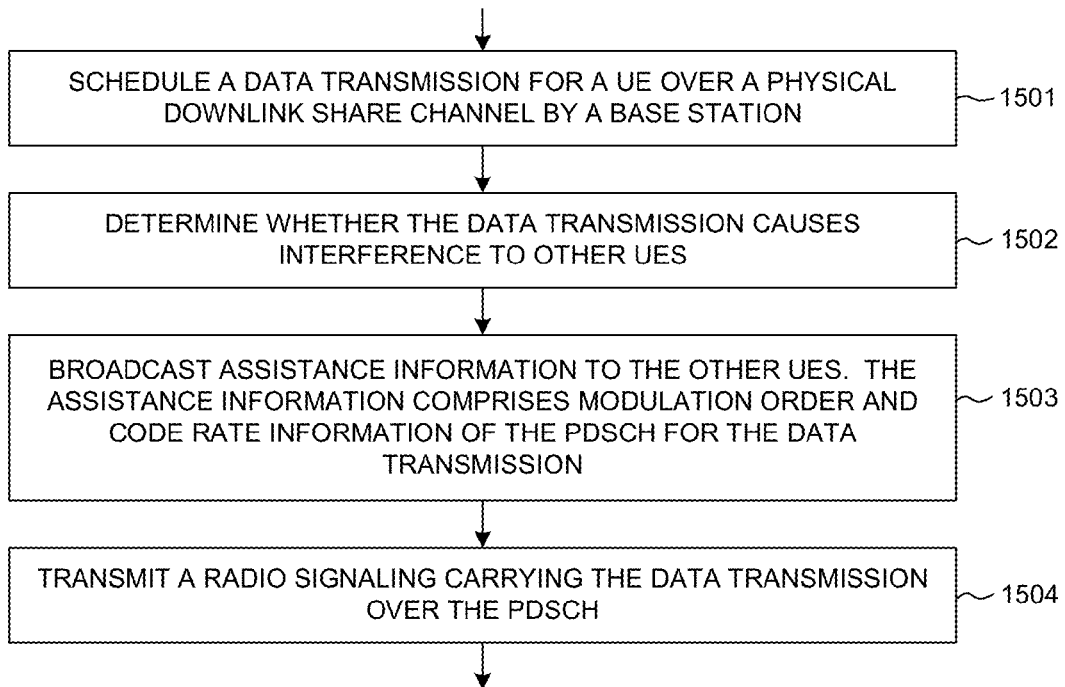 SCHEDULE A DATA TRANSMISSION FOR A UE OVER A PHYSICAL
DOWNLINK SHARE CHANNEL BY A BASE STATION
1501
DETERMINE WHETHER THE DATA TRANSMISSION CAUSES
INTERFERENCE TO OTHER UES
1502
BROADCAST ASSISTANCE INFORMATION TO THE OTHER UES. THE
ASSISTANCE INFORMATION COMPRISES MODULATION ORDER AND
CODE RATE INFORMATION OF THE PDSCH FOR THE DATA
TRANSMISSION
1503
TRANSMIT A RADIO SIGNALING CARRYING THE DATA TRANSMISSION
OVER THE PDSCH
1504